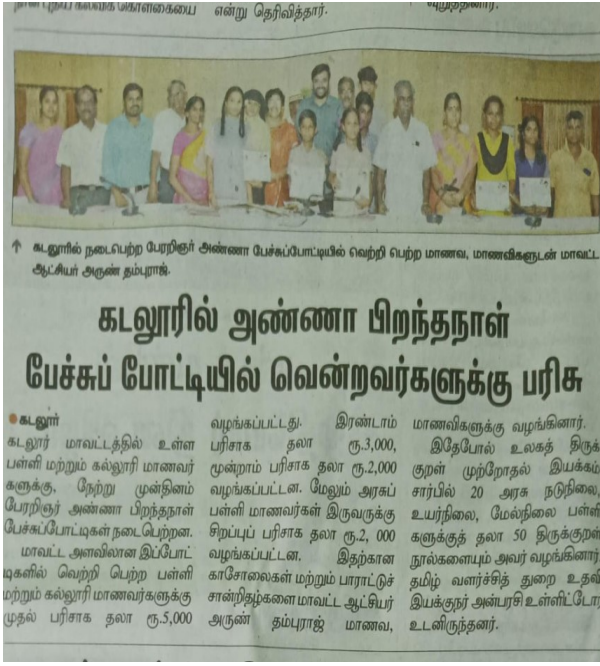 கல்விக் கொள்கையை
என்று தெரிவித்தார்.
↑ கடலூரில் நடைபெற்ற பேரறிஞர் அண்ணா பேச்சுப்போட்டியில் வெற்றி பெற்ற மாணவ, மாணவிகளுடன் மாவட்ட
ஆட்சியர் அருண் தம்புராஜ்.
கடலூரில் அண்ணா பிறந்தநாள்
பேச்சுப் போட்டியில் வென்றவர்களுக்கு பரிசு
● கடலூர்
கடலூர் மாவட்டத்தில் உள்ள
பள்ளி மற்றும் கல்லூரி மாணவர்
களுக்கு, நேற்று முன்தினம்
பேரறிஞர் அண்ணா பிறந்தநாள்
பேச்சுப்போட்டிகள் நடைபெற்றன.
மாவட்ட அளவிலான இப்போட்
டிகளில் வெற்றி பெற்ற பள்ளி
மற்றும் கல்லூரி மாணவர்களுக்கு
முதல் பரிசாக தலா ரூ.5,000
வழங்கப்பட்டது. இரண்டாம்
பரிசாக தலா ரூ.3,000,
மூன்றாம் பரிசாக தலா ரூ.2,000
வழங்கப்பட்டன. மேலும் அரசுப்
பள்ளி மாணவர்கள் இருவருக்கு
சிறப்புப் பரிசாக தலா ரூ.2, 000
வழங்கப்பட்டன. இதற்கான
காசோலைகள் மற்றும் பாராட்டுச்
சான்றிதழ்களை மாவட்ட ஆட்சியர்
அருண் தம்புராஜ் மாணவ,
மாணவிகளுக்கு வழங்கினார்.
இதேபோல் உலகத் திருக்
குறள் முற்றோதல் இயக்கம்
சார்பில் 20 அரசு நடுநிலை,
உயர்நிலை, மேல்நிலை பள்ளி
களுக்குத் தலா 50 திருக்குறள்
நூல்களையும் அவர் வழங்கினார்.
தமிழ் வளர்ச்சித் துறை உதவி
இயக்குநர் அன்பரசி உள்ளிட்டோர்
உடனிருந்தனர்.